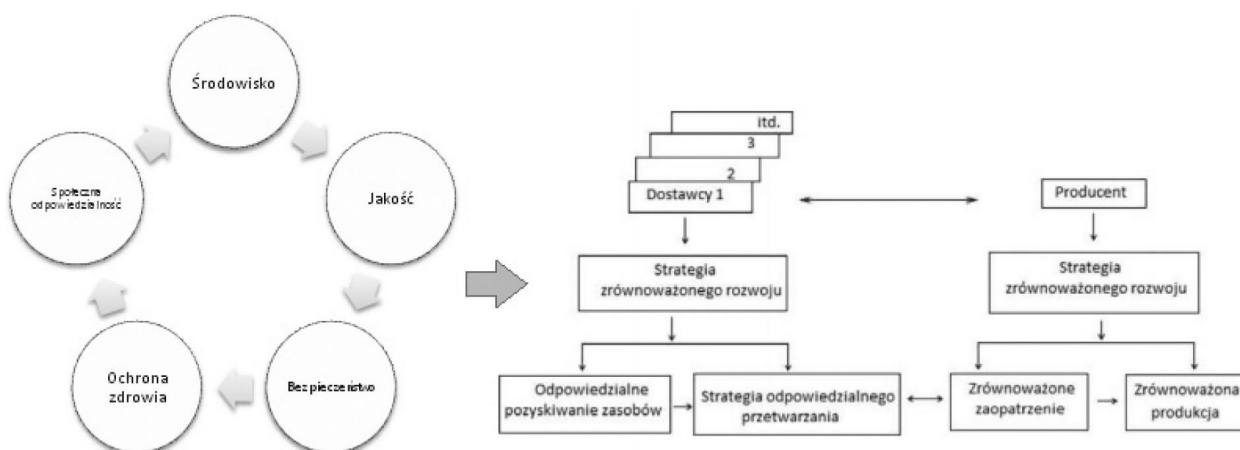 Środowisko
Jakość
Bezpieczeństwo
Ochrona
zdrowia
Społeczna
odpowiedzialność
itd.
3
2
Dostawcy 1
Producent
Strategia
zrównoważonego rozwoju
Strategia
zrównoważonego rozwoju
Odpowiedzialne
pozyskiwanie zasobów
Strategia odpowiedzialnego
przetwarzania
Zrównoważone
zaopatrzenie
Zrównoważona
produkcja